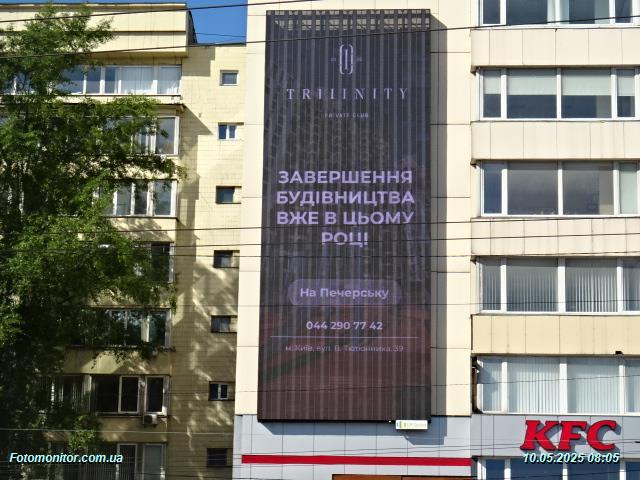 TRIIINITY
PRIVATE CLUB
ЗАВЕРШЕННЯ
БУДІВНИЦТВА
ВЖЕ В ЦЬОМУ
РОЦІ
На Печерську
044 290 77 42
м. Київ, вул. В. Тютюнника, 39
KFC
Fotomonitor.com.ua
10.05.2025 08:05